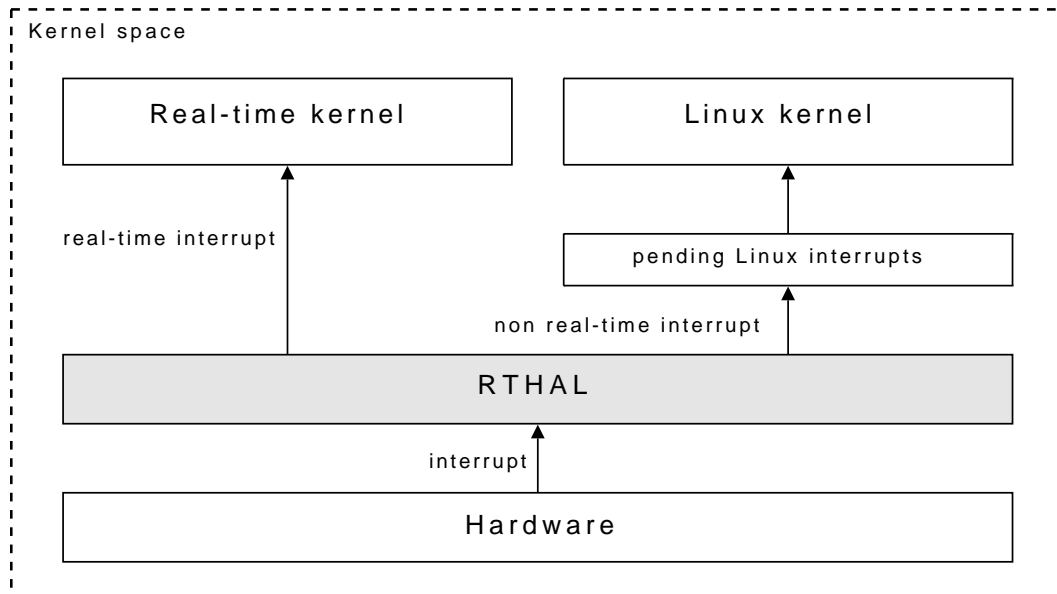 Kernel space
Real-time kernel
Linux kernel
real-time interrupt
pending Linux interrupts
non real-time interrupt
RTHAL
interrupt
Hardware